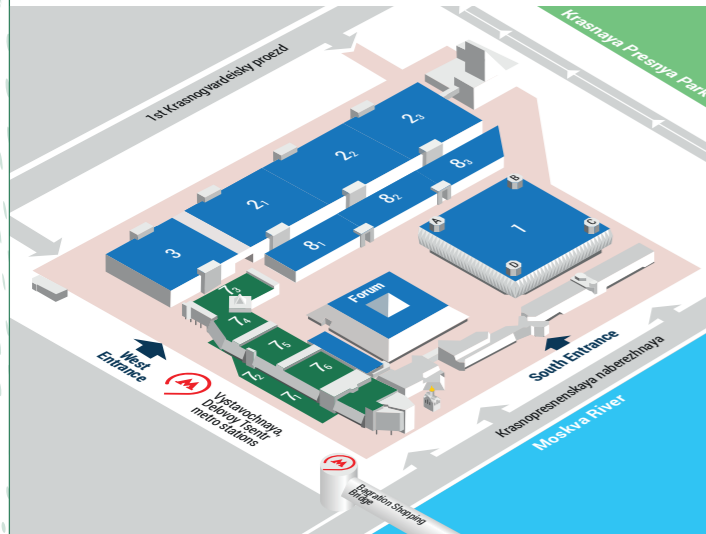 Krasnaya Presnya Park
1st Krasnogvardeisky proezd
2₃
2₂
2₁
3
8₃
8₂
8₁
B
A
1
C
D
Forum
7₃
7₄
7₅
7₆
7₂
7₁
West
Entrance
South Entrance
Krasnopresnenskaya naberezhnaya
Moskva River
Vystavochnaya,
Delovoy Tsentr
metro stations
Bagration Shopping
Bridge